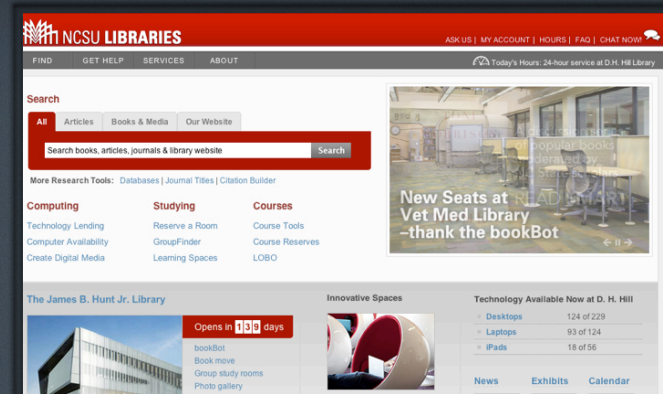 NCSU LIBRARIES
ASK US | MY ACCOUNT | HOURS | FAQ | CHAT NOW!
FIND GET HELP SERVICES ABOUT
Today's Hours: 24-hour service at D.H. Hill Library
Search
All Articles Books & Media Our Website
Search books, articles, journals & library website Search
More Research Tools: Databases | Journal Titles | Citation Builder
Computing Studying Courses
Technology Lending Reserve a Room Course Tools
Computer Availability GroupFinder Course Reserves
Create Digital Media Learning Spaces LOBO
of popular books
READ SMART
New Seats at
Vet Med Library
–thank the bookBot
The James B. Hunt Jr. Library
Opens in 139 days
bookBot
Book move
Group study rooms
Photo gallery
Innovative Spaces
Technology Available Now at D. H. Hill
Desktops 124 of 229
Laptops 93 of 124
iPads 18 of 56
News Exhibits Calendar